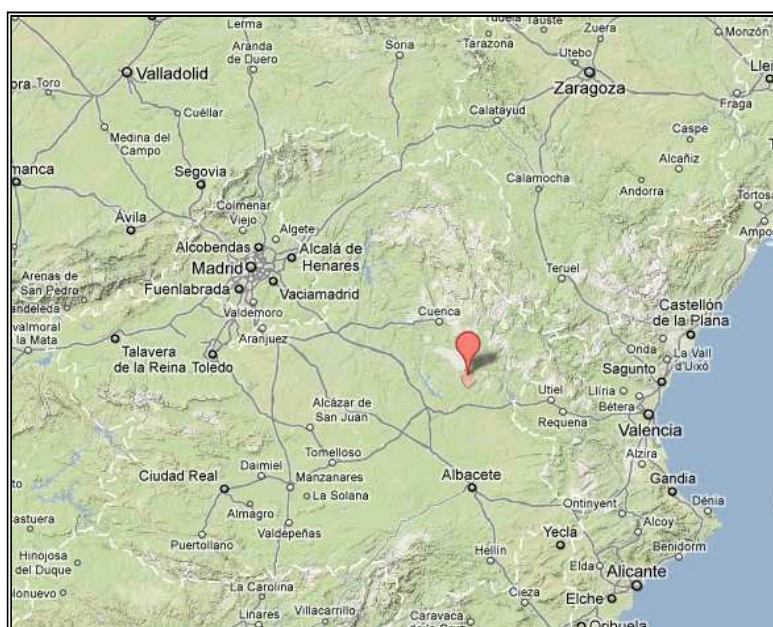 Lerma
Tudela
Tauste
Zuera
Monzón
Soria
Tarazona
Aranda
de Duero
Utebo
Valladolid
Zaragoza
Toro
Fraga
Cuéllar
Calatayud
Medina del
Campo
Caspe
Segovia
Alcañiz
manca
Calamocha
Andorra
Colmenar
Viejo
Tortosa
Ávila
Algete
Alcobendas
Alcalá de
Henares
Madrid
Arenas de
San Pedro
Teruel
Fuenlabrada
Vaciamadrid
Castellón
de la Plana
Valdemoro
Cuenca
valmoral
la Mata
Aranjuez
Talavera
de la Reina
Toledo
Onda
La Vall
d'Uixó
Sagunto
Utiel
Llíria
Alcázar de
San Juan
Bétera
Requena
Valencia
Tomelloso
Alzira
Daimiel
Ciudad Real
Manzanares
Albacete
Gandia
La Solana
Almagro
Dénia
Ontinyent
Alcoy
Puertollano
Valdepeñas
Yecla
Hinojosa
del Duque
Benidorm
Hellín
Elda
La Carolina
Alicante
Cieza
Elche
Linares
Villacarrillo
Caravaca
Orihuela